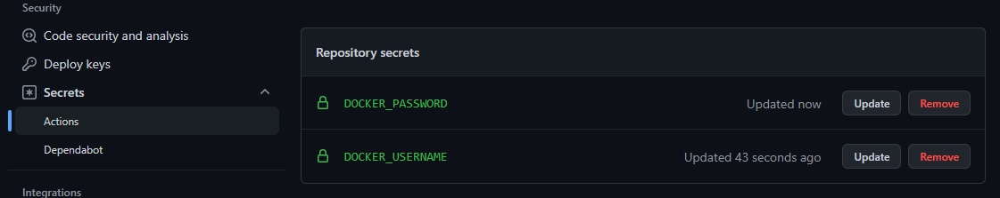 Security
Code security and analysis
Deploy keys
Secrets
Actions
Dependabot
Integrations
Repository secrets
DOCKER_PASSWORD Updated now Update Remove
DOCKER_USERNAME Updated 43 seconds ago Update Remove